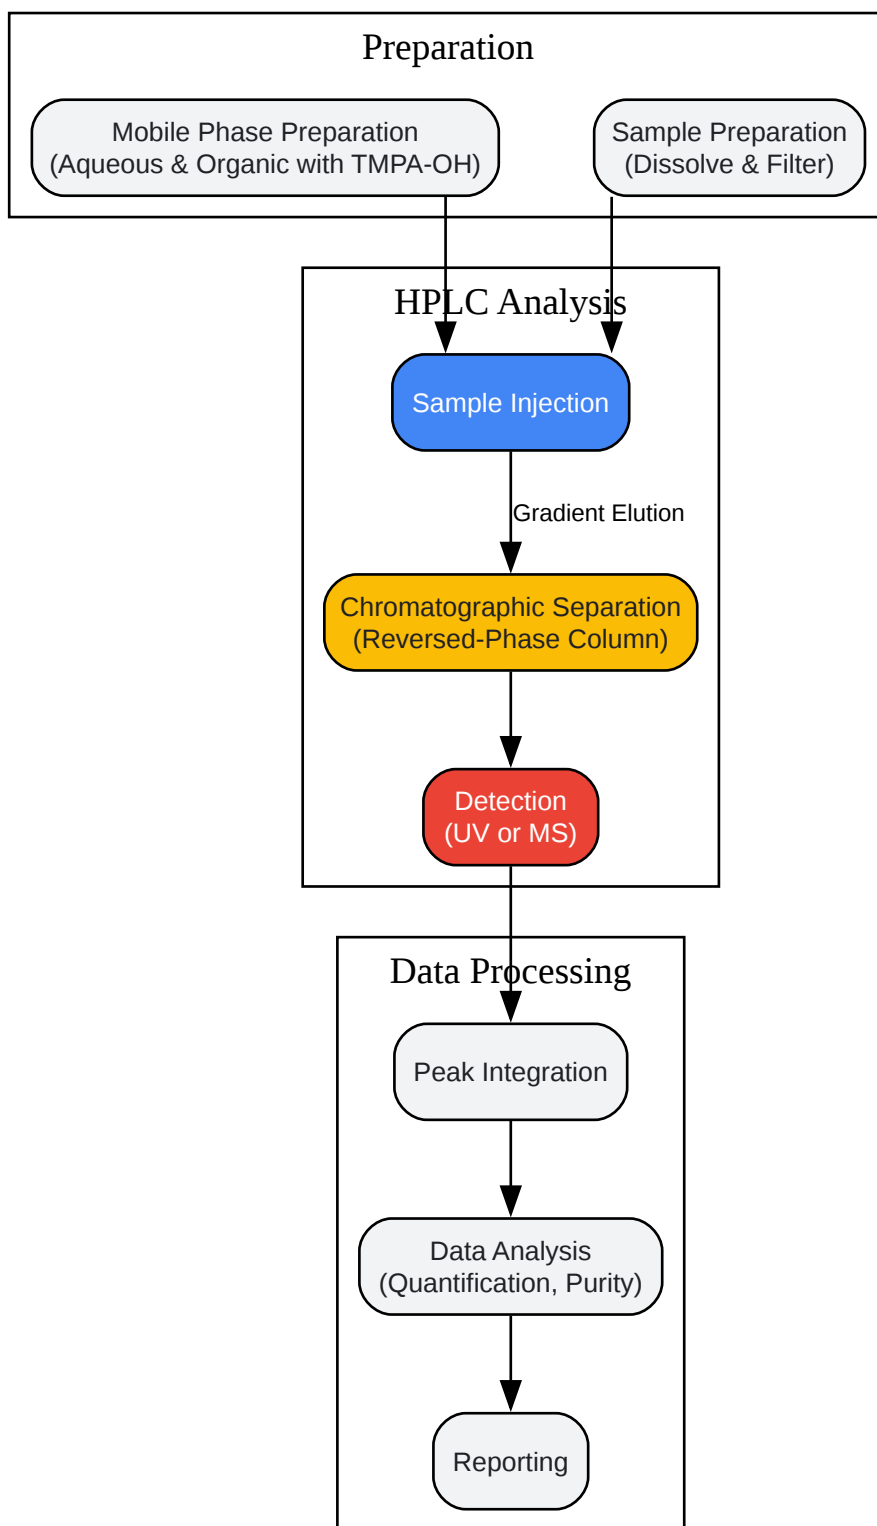 Preparation
Mobile Phase Preparation
(Aqueous & Organic with TMPA-OH)
Sample Preparation
(Dissolve & Filter)
HPLC Analysis
Sample Injection
Gradient Elution
Chromatographic Separation
(Reversed-Phase Column)
Detection
(UV or MS)
Data Processing
Peak Integration
Data Analysis
(Quantification, Purity)
Reporting